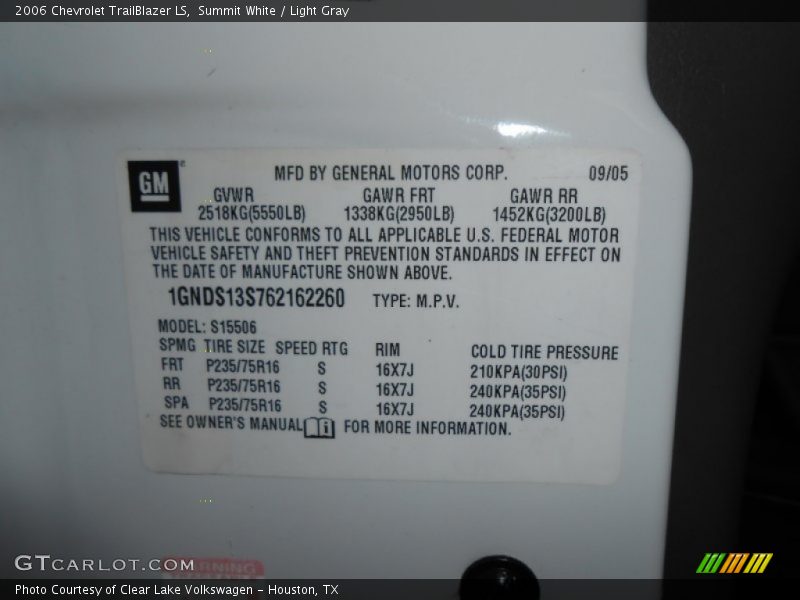 2006 Chevrolet TrailBlazer LS,  Summit White / Light Gray
GM
MFD BY GENERAL MOTORS CORP. 09/05
GVWR GAWR FRT GAWR RR
2518KG(5550LB) 1338KG(2950LB) 1452KG(3200LB)
THIS VEHICLE CONFORMS TO ALL APPLICABLE U.S. FEDERAL MOTOR
VEHICLE SAFETY AND THEFT PREVENTION STANDARDS IN EFFECT ON
THE DATE OF MANUFACTURE SHOWN ABOVE.
1GNDS13S762162260 TYPE: M.P.V.
MODEL: S15506
SPMG TIRE SIZE SPEED RTG RIM COLD TIRE PRESSURE
FRT P235/75R16 S 16X7J 210KPA(30PSI)
RR P235/75R16 S 16X7J 240KPA(35PSI)
SPA P235/75R16 S 16X7J 240KPA(35PSI)
SEE OWNER'S MANUAL FOR MORE INFORMATION.
WARNING
GTCARLOT.COM
Photo Courtesy of Clear Lake Volkswagen - Houston, TX